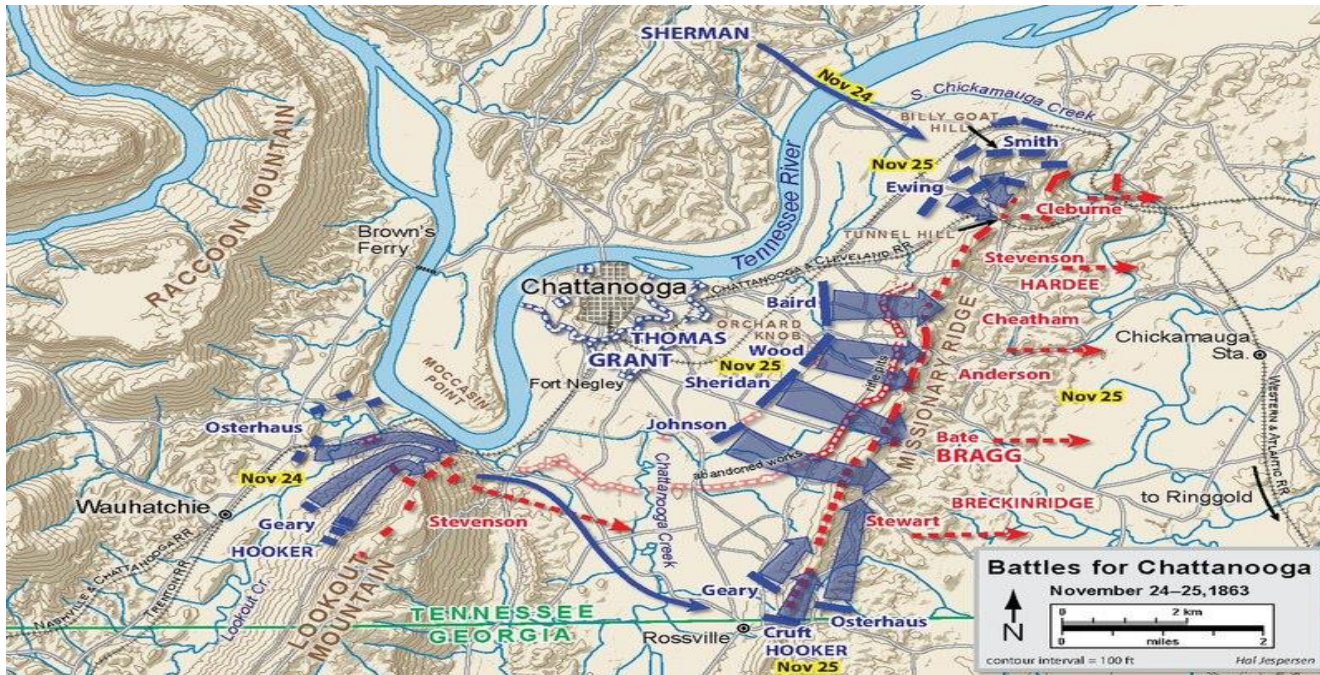 SHERMAN
Nov 24
S. Chickamauga Creek
BILLY GOAT
HILL
Smith
Nov 25
Ewing
Cleburne
TUNNEL HILL
Tennessee River
RACCOON MOUNTAIN
Brown's
Ferry
Chattanooga
CHATTANOOGA & CLEVELAND RR
Stevenson
HARDEE
Baird
ORCHARD
KNOB
THOMAS
GRANT
Wood
Nov 25
Sheridan
rifle pits
Cheatham
Chickamauga
Sta.
Anderson
MISSIONARY RIDGE
Nov 25
WESTERN & ATLANTIC RR
MOCCASIN
POINT
Fort Negley
Osterhaus
Johnson
Bate
BRAGG
abandoned works
Nov 24
Wauhatchie
Geary
HOOKER
Stevenson
Chattanooga Creek
BRECKINRIDGE
to Ringgold
Stewart
NASHVILLE & CHATTANOOGA RR
TRENTON RR
Lookout Cr.
LOOKOUT
MOUNTAIN
TENNESSEE
GEORGIA
Geary
Rossville
Cruft
Osterhaus
HOOKER
Nov 25
Battles for Chattanooga
November 24–25, 1863
N
0 2 km
0 miles 2
contour interval = 100 ft
Hal Jespersen